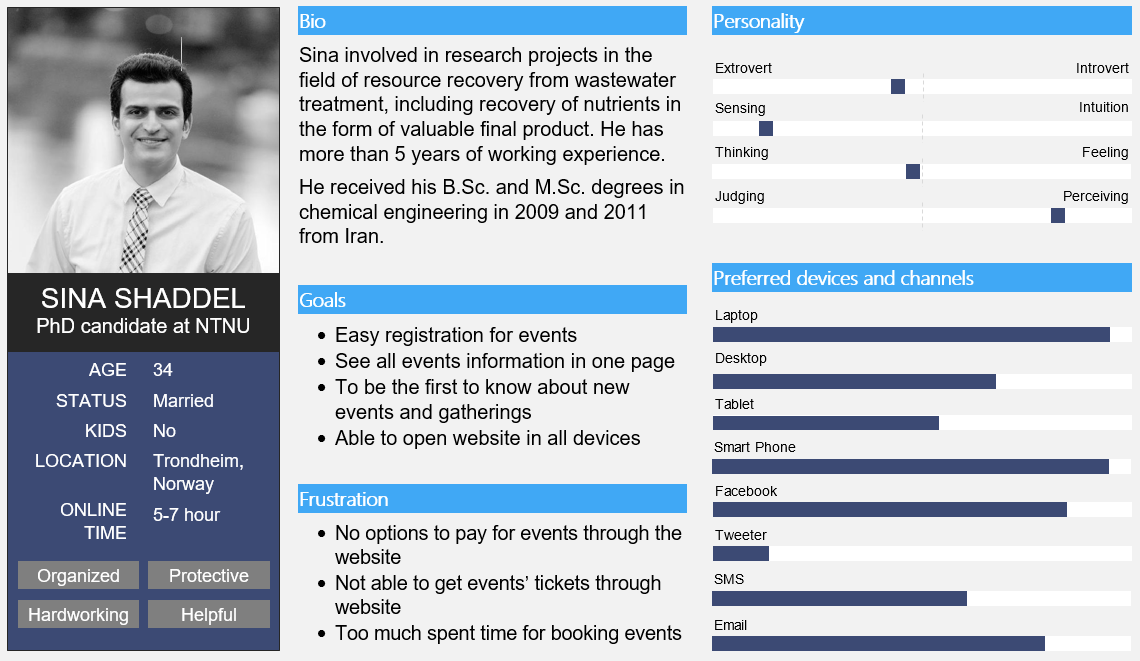 SINA SHADDEL
PhD candidate at NTNU
AGE 34
STATUS Married
KIDS No
LOCATION Trondheim,
Norway
ONLINE
TIME 5-7 hour
Organized Protective
Hardworking Helpful
Bio
Sina involved in research projects in the
field of resource recovery from wastewater
treatment, including recovery of nutrients in
the form of valuable final product. He has
more than 5 years of working experience.
He received his B.Sc. and M.Sc. degrees in
chemical engineering in 2009 and 2011
from Iran.
Goals
• Easy registration for events
• See all events information in one page
• To be the first to know about new
events and gatherings
• Able to open website in all devices
Frustration
• No options to pay for events through the
website
• Not able to get events’ tickets through
website
• Too much spent time for booking events
Personality
Extrovert Introvert
Sensing Intuition
Thinking Feeling
Judging Perceiving
Preferred devices and channels
Laptop
Desktop
Tablet
Smart Phone
Facebook
Tweeter
SMS
Email